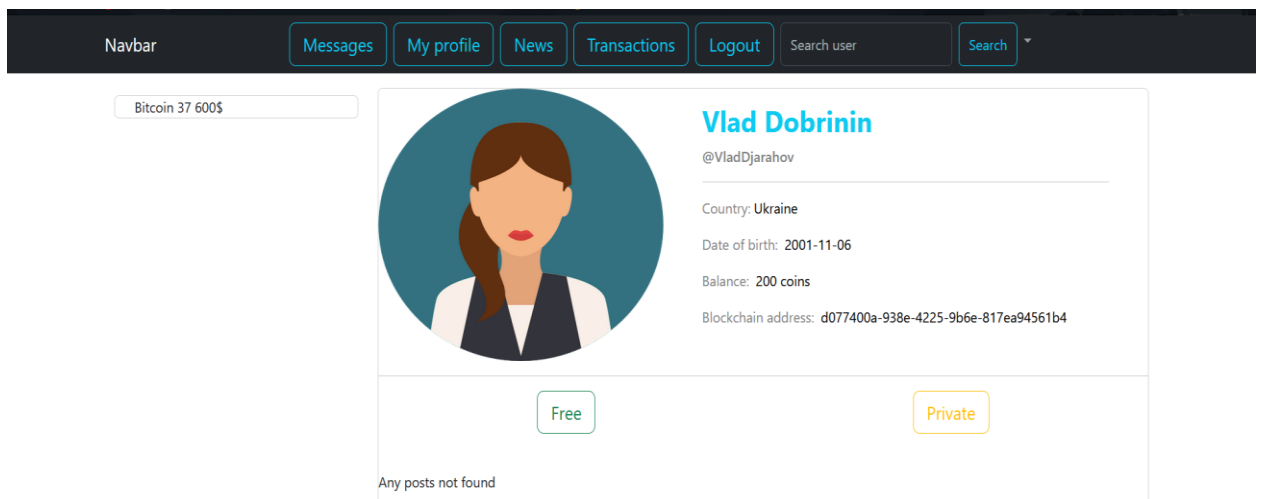 Navbar Messages My profile News Transactions Logout Search user Search
Bitcoin 37 600$
Vlad Dobrinin
@VladDjarahov
Country: Ukraine
Date of birth: 2001-11-06
Balance: 200 coins
Blockchain address: d077400a-938e-4225-9b6e-817ea94561b4
Free Private
Any posts not found